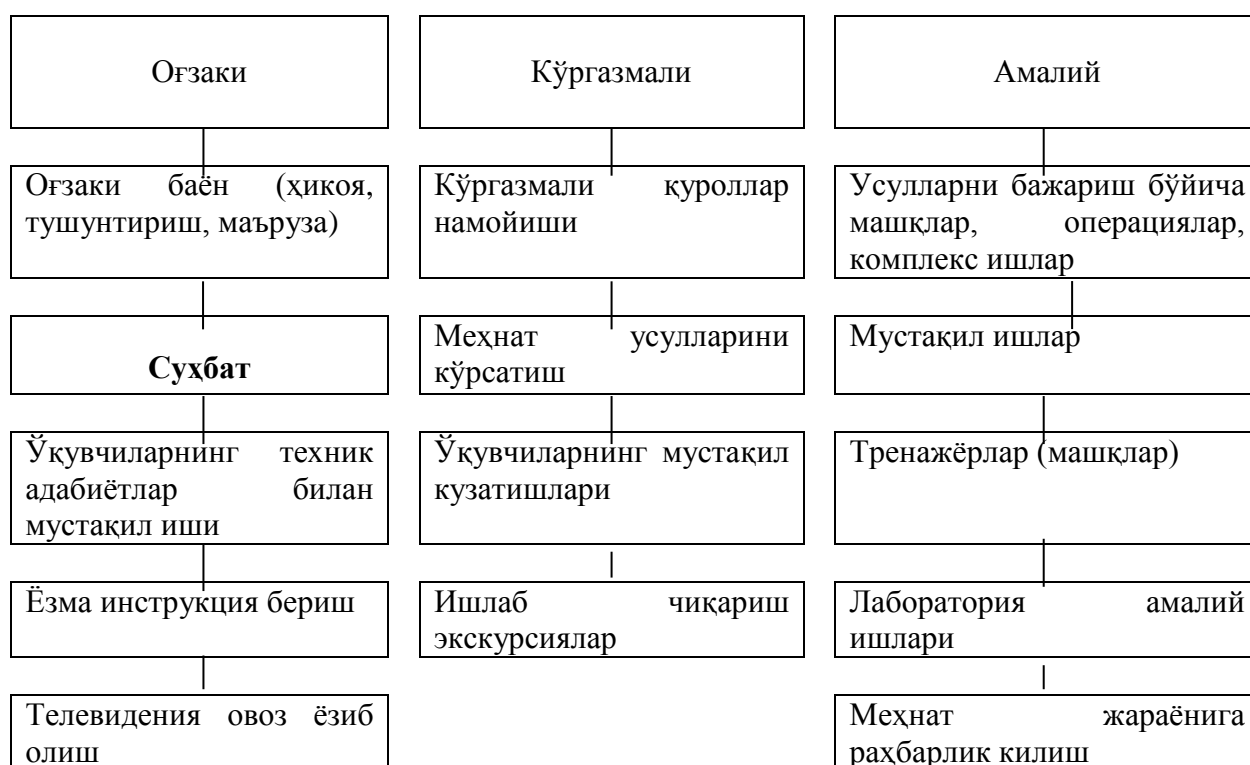 Оғзаки
Оғзаки баён (ҳикоя,
тушунтириш, маъруза)
Суҳбат
Ўқувчиларнинг техник
адабиётлар билан
мустақил иши
Ёзма инструкция бериш
Телевидения овоз ёзиб
олиш
Кўргазмали
Кўргазмали қуроллар
намойиши
Меҳнат усулларини
кўрсатиш
Ўқувчиларнинг мустақил
кузатишлари
Ишлаб чиқариш
экскурсиялар
Амалий
Усулларни бажариш бўйича
машқлар, операциялар,
комплекс ишлар
Мустақил ишлар
Тренажёрлар (машқлар)
Лаборатория амалий
ишлари
Меҳнат жараёнига
раҳбарлик килиш